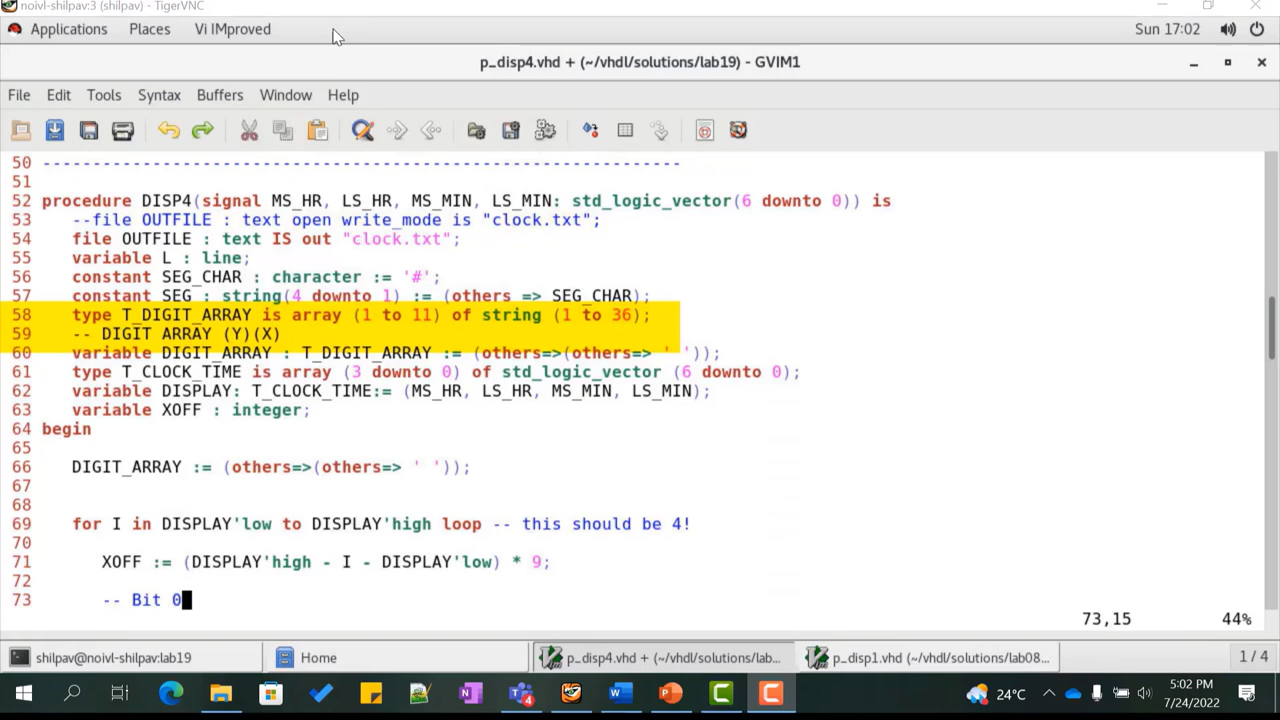 noivl-shilpav:3 (shilpav) - TigerVNC
Applications Places Vi IMproved Sun 17:02
p_disp4.vhd + (~/vhdl/solutions/lab19) - GVIM1
File Edit Tools Syntax Buffers Window Help
50 ----------------------------------------------------------------
51
52 procedure DISP4(signal MS_HR, LS_HR, MS_MIN, LS_MIN: std_logic_vector(6 downto 0)) is
53    --file OUTFILE : text open write_mode is "clock.txt";
54    file OUTFILE : text IS out "clock.txt";
55    variable L : line;
56    constant SEG_CHAR : character := '#';
57    constant SEG : string(4 downto 1) := (others => SEG_CHAR);
58    type T_DIGIT_ARRAY is array (1 to 11) of string (1 to 36);
59    -- DIGIT ARRAY (Y)(X)
60    variable DIGIT_ARRAY : T_DIGIT_ARRAY := (others=>(others=> ' '));
61    type T_CLOCK_TIME is array (3 downto 0) of std_logic_vector (6 downto 0);
62    variable DISPLAY: T_CLOCK_TIME:= (MS_HR, LS_HR, MS_MIN, LS_MIN);
63    variable XOFF : integer;
64 begin
65
66    DIGIT_ARRAY := (others=>(others=> ' '));
67
68
69    for I in DISPLAY'low to DISPLAY'high loop -- this should be 4!
70
71       XOFF := (DISPLAY'high - I - DISPLAY'low) * 9;
72
73       -- Bit 0
73,15 44%
shilpav@noivl-shilpav:lab19 Home p_disp4.vhd + (~/vhdl/solutions/lab... p_disp1.vhd (~/vhdl/solutions/lab08... 1 / 4
24°C 5:02 PM
7/24/2022